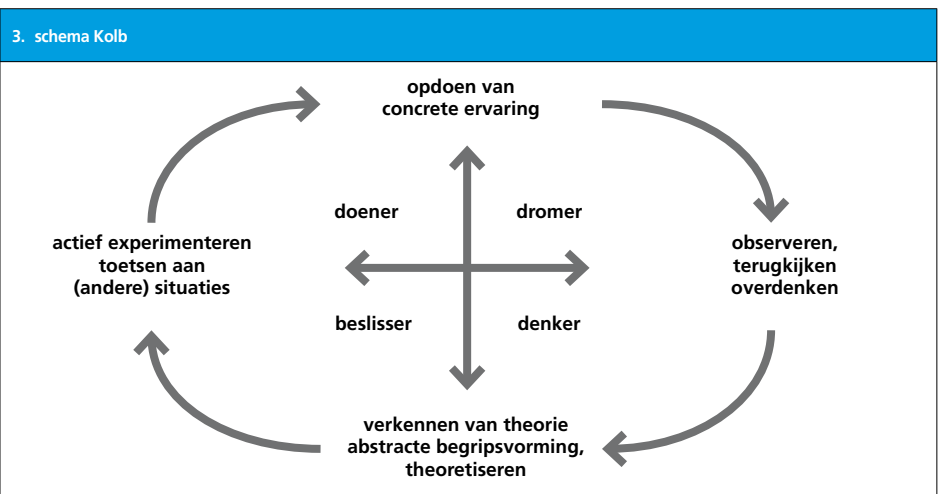 3. schema Kolb
opdoen van
concrete ervaring
doener
dromer
actief experimenteren
toetsen aan
(andere) situaties
observeren,
terugkijken
overdenken
beslisser
denker
verkennen van theorie
abstracte begripsvorming,
theoretiseren